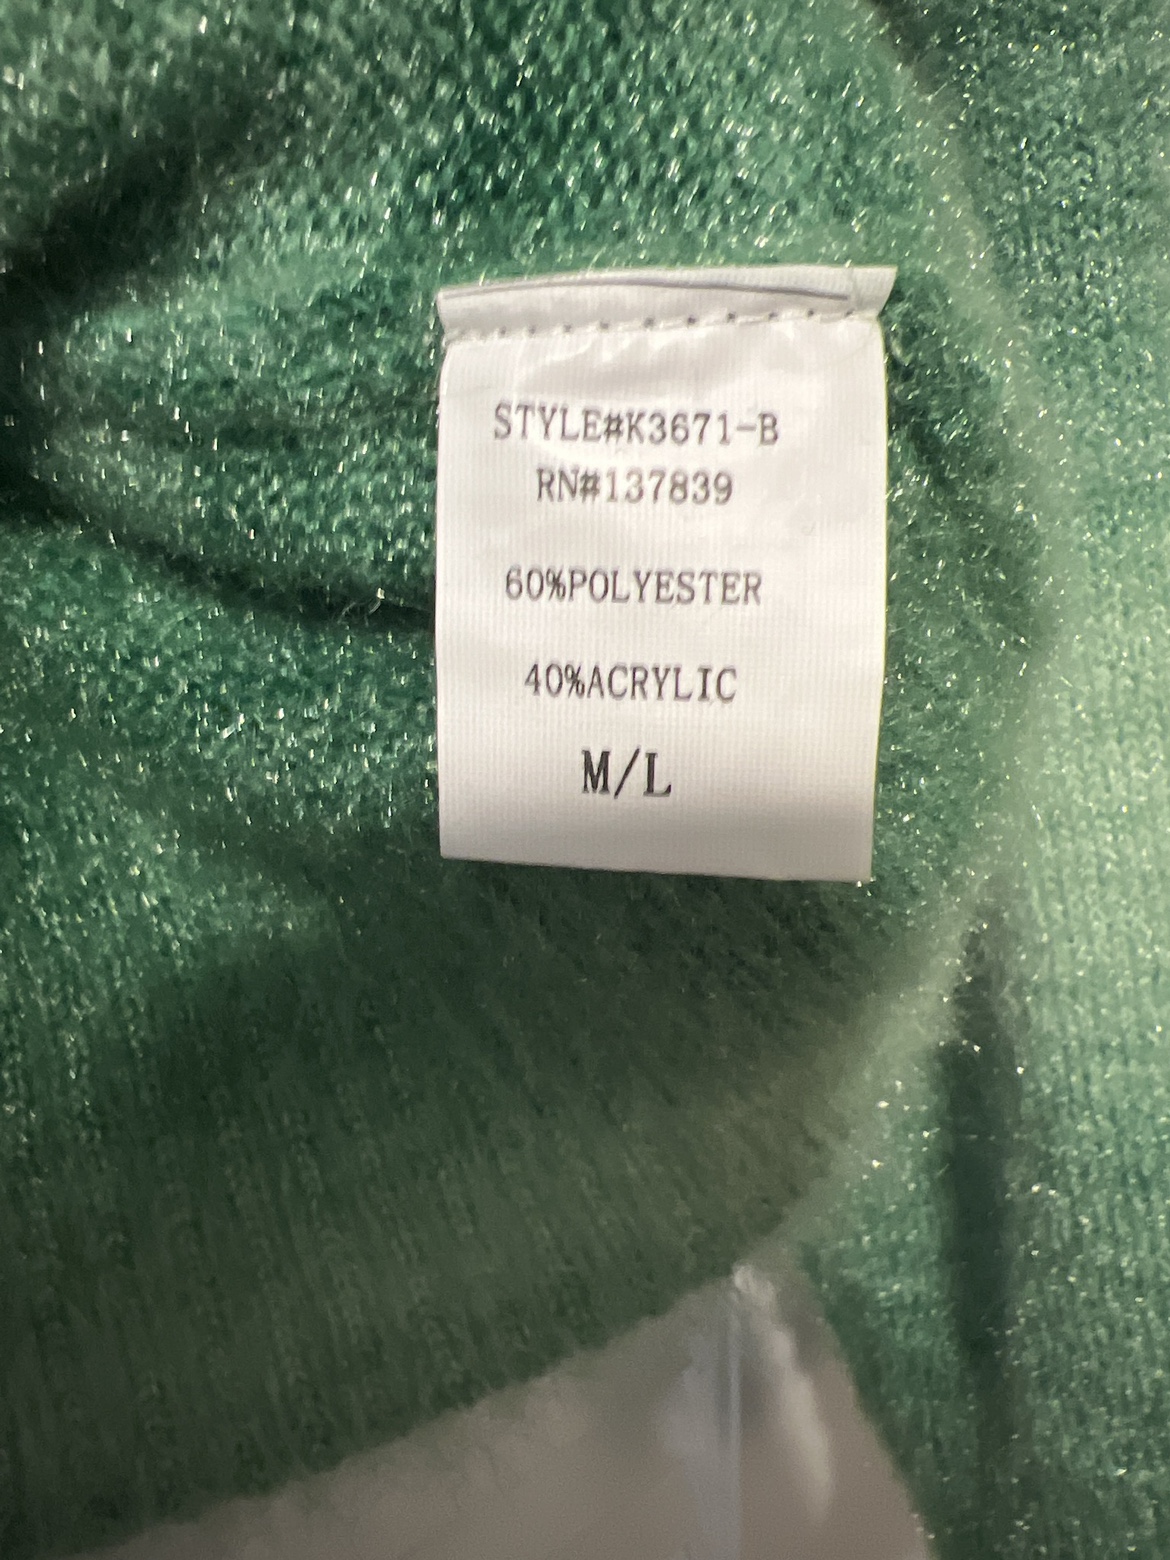 STYLE#K3671-B
RN#137839
60%POLYESTER
40%ACRYLIC
M/L